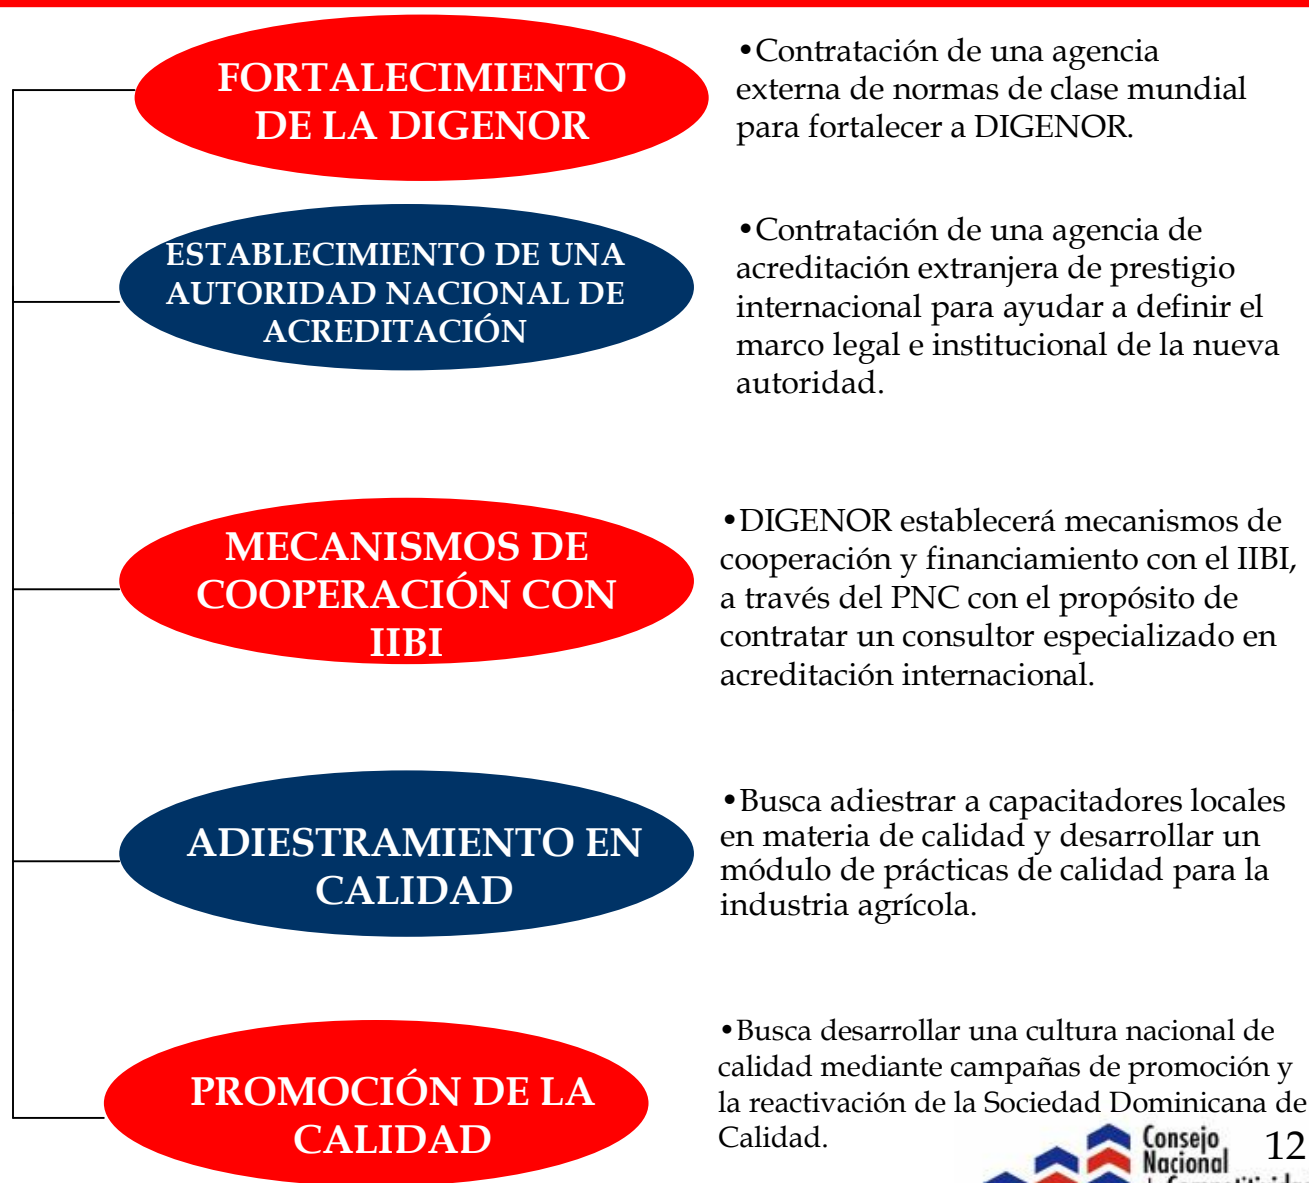 FORTALECIMIENTO
DE LA DIGENOR
•Contratación de una agencia
externa de normas de clase mundial
para fortalecer a DIGENOR.
ESTABLECIMIENTO DE UNA
AUTORIDAD NACIONAL DE
ACREDITACIÓN
•Contratación de una agencia de
acreditación extranjera de prestigio
internacional para ayudar a definir el
marco legal e institucional de la nueva
autoridad.
MECANISMOS DE
COOPERACIÓN CON
IIBI
•DIGENOR establecerá mecanismos de
cooperación y financiamiento con el IIBI,
a través del PNC con el propósito de
contratar un consultor especializado en
acreditación internacional.
ADIESTRAMIENTO EN
CALIDAD
•Busca adiestrar a capacitadores locales
en materia de calidad y desarrollar un
módulo de prácticas de calidad para la
industria agrícola.
PROMOCIÓN DE LA
CALIDAD
•Busca desarrollar una cultura nacional de
calidad mediante campañas de promoción y
la reactivación de la Sociedad Dominicana de
Calidad.
Consejo
Nacional
12